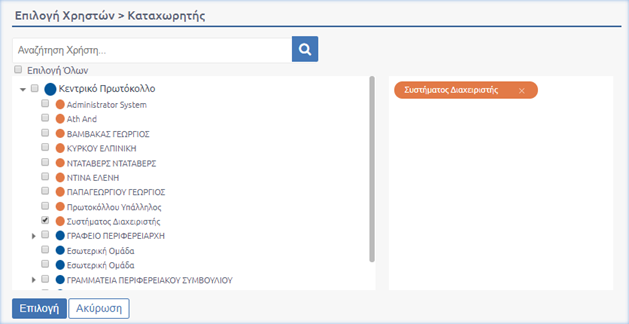 Επιλογή Χρηστών > Καταχωρητής
Αναζήτηση Χρήστη...
Επιλογή Όλων
Κεντρικό Πρωτόκολλο
Administrator System
Ath And
ΒΑΜΒΑΚΑΣ ΓΕΩΡΓΙΟΣ
ΚΥΡΚΟΥ ΕΛΠΙΝΙΚΗ
ΝΤΑΤΑΒΕΡΣ ΝΤΑΤΑΒΕΡΣ
ΝΤΙΝΑ ΕΛΕΝΗ
ΠΑΠΑΓΕΩΡΓΙΟΥ ΓΕΩΡΓΙΟΣ
Πρωτοκόλλου Υπάλληλος
Συστήματος Διαχειριστής
ΓΡΑΦΕΙΟ ΠΕΡΙΦΕΡΕΙΑΡΧΗ
Εσωτερική Ομάδα
Εσωτερική Ομάδα
ΓΡΑΜΜΑΤΕΙΑ ΠΕΡΙΦΕΡΕΙΑΚΟΥ ΣΥΜΒΟΥΛΙΟΥ
Συστήματος Διαχειριστής ×
Επιλογή
Ακύρωση